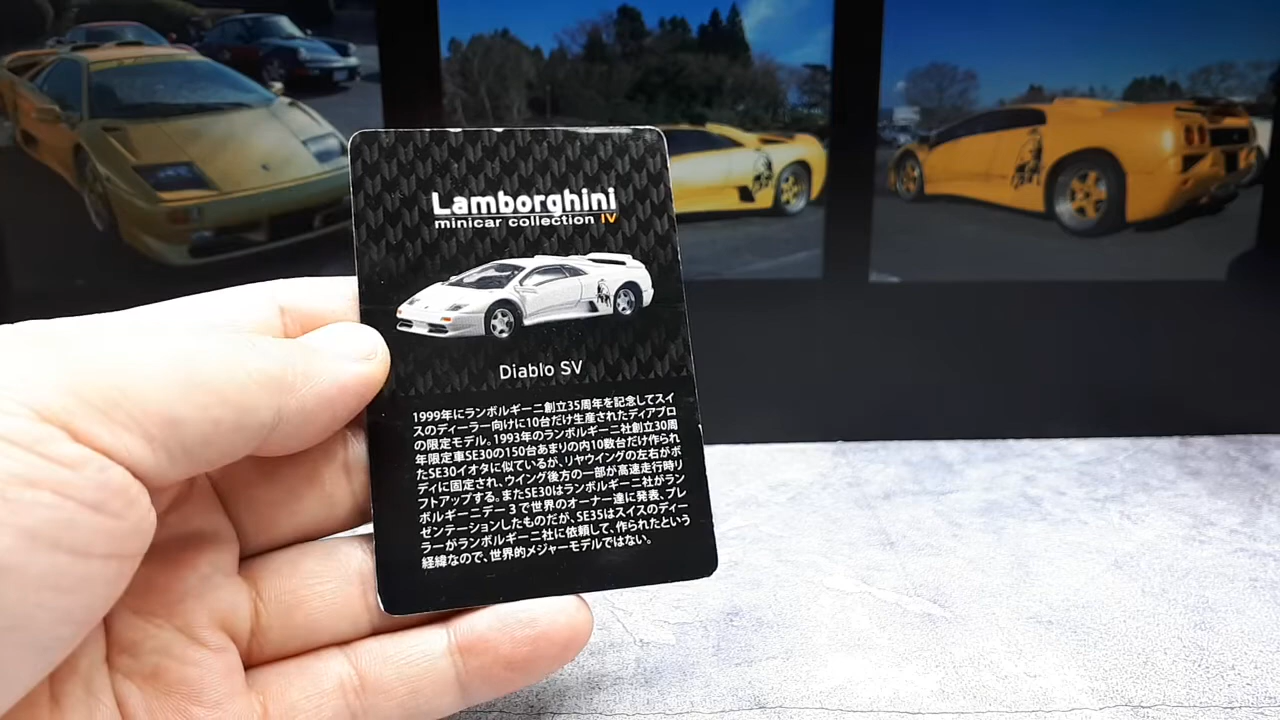 Lamborghini
minicar collection IV
Diablo SV
1999年にランボルギーニ創立35周年を記念してスイ
スのディーラー向けに10台だけ生産されたディアブロ
の限定モデル。1993年のランボルギーニ社創立30周
年限定車SE30の150台あまりの内10数台だけ作られ
たSE30イオタに似ているが、リヤウイングの左右がボ
ディに固定され、ウイング後方の一部が高速走行時リ
フトアップする。またSE30はランボルギーニ社がラン
ボルギーニデー3で世界のオーナー達に発表、プレ
ゼンテーションしたものだが、SE35はスイスのディー
ラーがランボルギーニ社に依頼して、作られたという
経緯なので、世界的メジャーモデルではない。